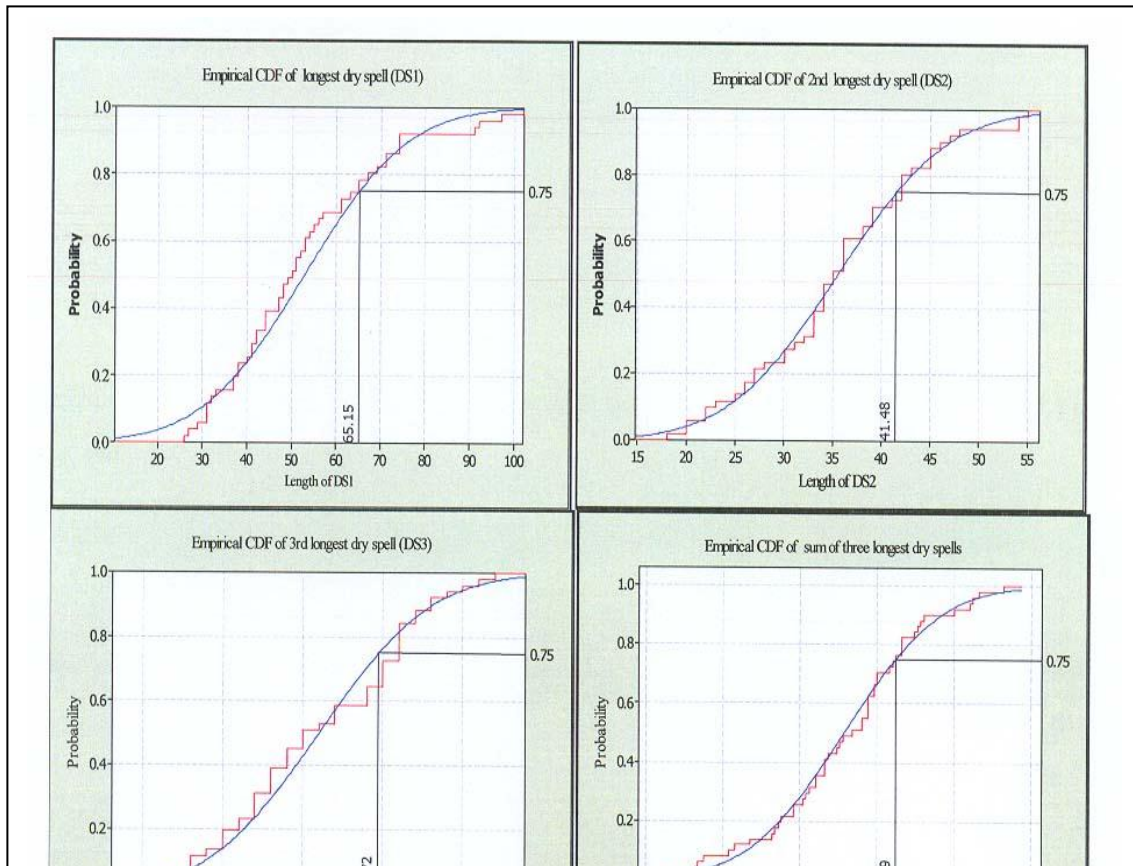 Empirical CDF of longest dry spell (DS1)
1.0
0.8
0.6
0.4
0.2
0.0
Probability
0.75
65.15
20 30 40 50 60 70 80 90 100
Length of DS1
Empirical CDF of 2nd longest dry spell (DS2)
1.0
0.8
0.6
0.4
0.2
0.0
Probability
0.75
41.48
15 20 25 30 35 40 45 50 55
Length of DS2
Empirical CDF of 3rd longest dry spell (DS3)
1.0
0.8
0.6
0.4
0.2
Probability
0.75
Empirical CDF of sum of three longest dry spells
1.0
0.8
0.6
0.4
0.2
Probability
0.75